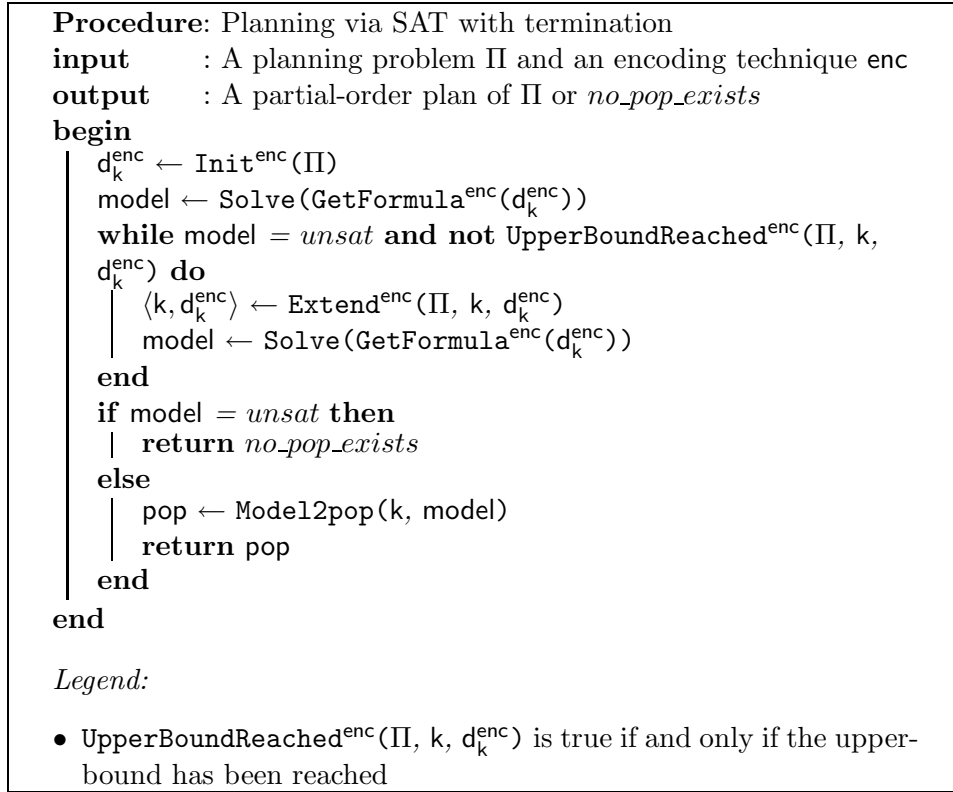 Procedure: Planning via SAT with termination
input : A planning problem Π and an encoding technique enc
output : A partial-order plan of Π or no_pop_exists
begin
d_k^enc ← Init^enc(Π)
model ← Solve(GetFormula^enc(d_k^enc))
while model = unsat and not UpperBoundReached^enc(Π, k,
d_k^enc) do
⟨k, d_k^enc⟩ ← Extend^enc(Π, k, d_k^enc)
model ← Solve(GetFormula^enc(d_k^enc))
end
if model = unsat then
return no_pop_exists
else
pop ← Model2pop(k, model)
return pop
end
end
Legend:
• UpperBoundReached^enc(Π, k, d_k^enc) is true if and only if the upper-
bound has been reached